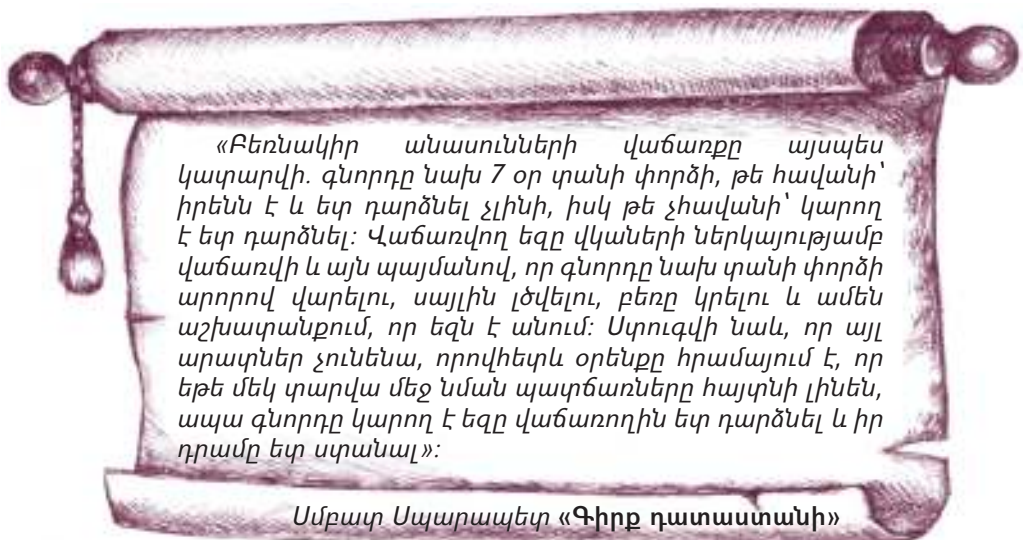 «Բեռնակիր անասունների վաճառքը այսպես
կատարվի. գնորդը նախ 7 օր տանի փորձի, թե հավանի՝
իրենն է և ետ դարձնել չլինի, իսկ թե չհավանի՝ կարող
է ետ դարձնել: Վաճառվող եզը վկաների ներկայությամբ
վաճառվի և այն պայմանով, որ գնորդը նախ տանի փորձի
արորով վարելու, սայլին լծվելու, բեռը կրելու և ամեն
աշխատանքում, որ եզն է անում: Ստուգվի նաև, որ այլ
արատներ չունենա, որովհետև օրենքը հրամայում է, որ
եթե մեկ տարվա մեջ նման պատճառները հայտնի լինեն,
ապա գնորդը կարող է եզը վաճառողին ետ դարձնել և իր
դրամը ետ ստանալ»:
Սմբատ Սպարապետ «Գիրք դատաստանի»